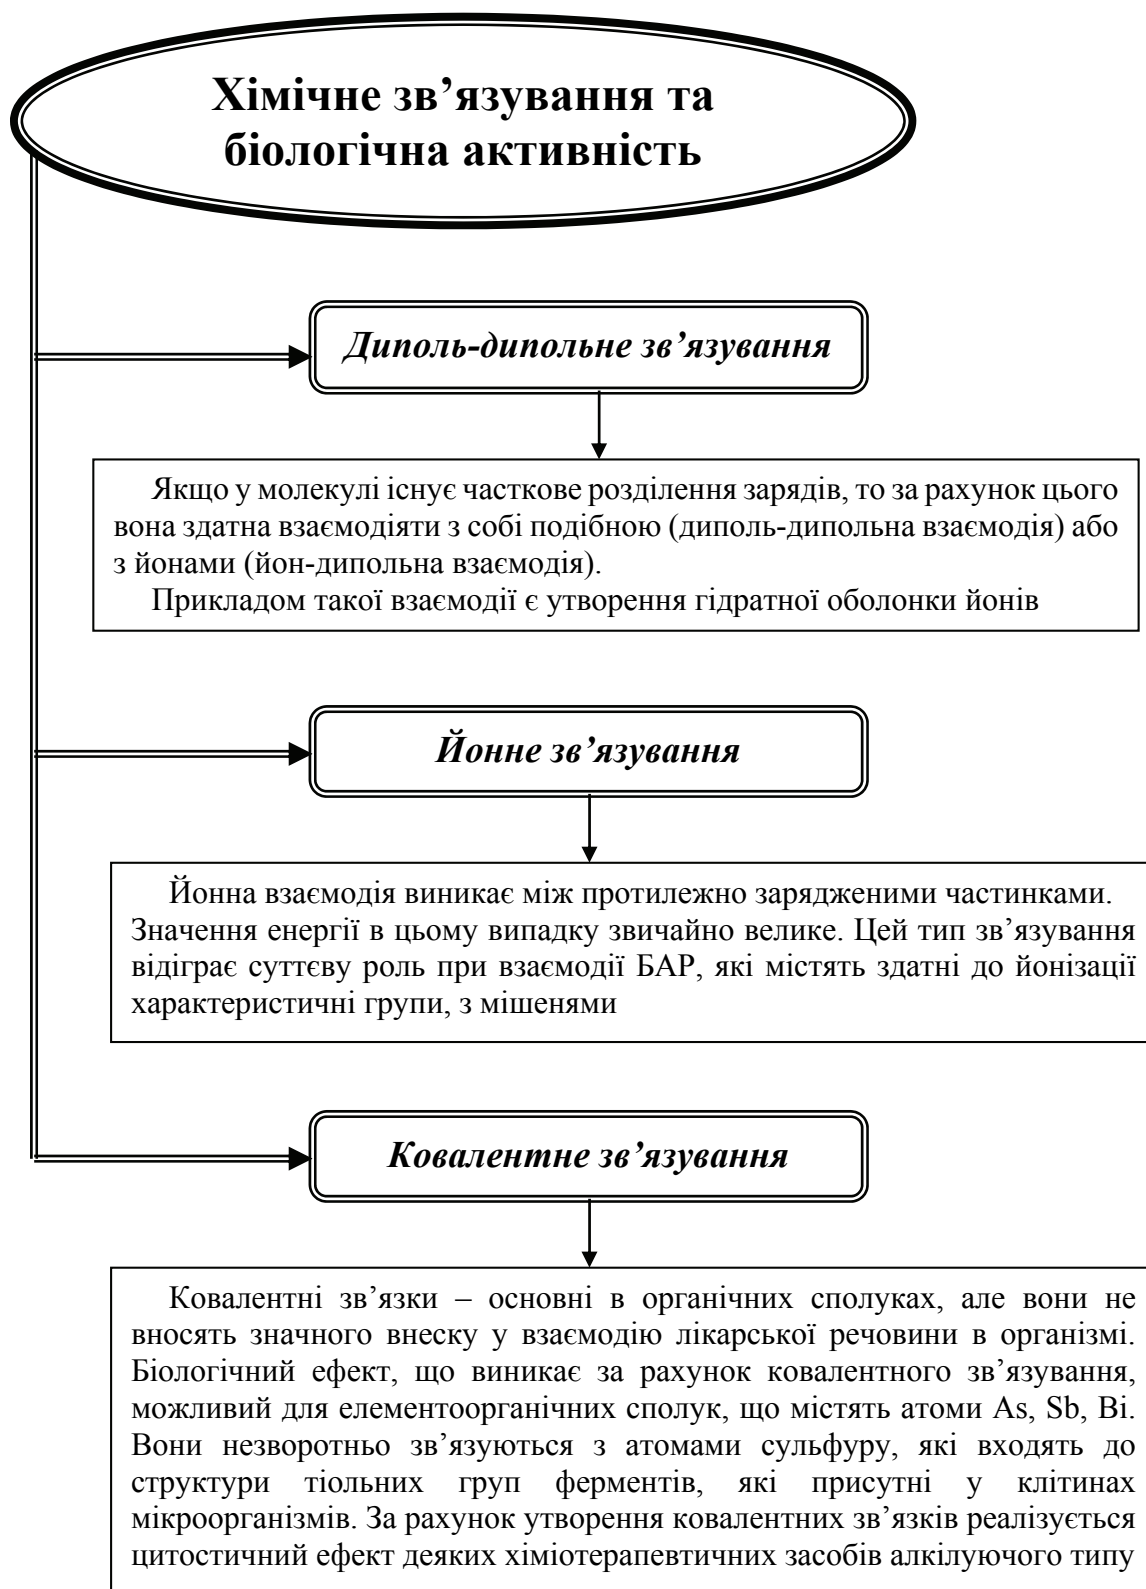 Хімічне зв’язування та
біологічна активність
Диполь-дипольне зв’язування
Якщо у молекулі існує часткове розділення зарядів, то за рахунок цього
вона здатна взаємодіяти з собі подібною (диполь-дипольна взаємодія) або
з йонами (йон-дипольна взаємодія).
Прикладом такої взаємодії є утворення гідратної оболонки йонів
Йонне зв’язування
Йонна взаємодія виникає між протилежно зарядженими частинками.
Значення енергії в цьому випадку звичайно велике. Цей тип зв’язування
відіграє суттєву роль при взаємодії БАР, які містять здатні до йонізації
характеристичні групи, з мішенями
Ковалентне зв’язування
Ковалентні зв’язки – основні в органічних сполуках, але вони не
вносять значного внеску у взаємодію лікарської речовини в організмі.
Біологічний ефект, що виникає за рахунок ковалентного зв’язування,
можливий для елементоорганічних сполук, що містять атоми As, Sb, Bi.
Вони незворотньо зв’язуються з атомами сульфуру, які входять до
структури тіольних груп ферментів, які присутні у клітинах
мікроорганізмів. За рахунок утворення ковалентних зв’язків реалізується
цитостичний ефект деяких хіміотерапевтичних засобів алкілуючого типу